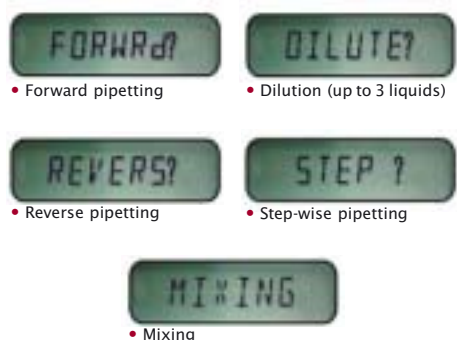 FORWRd?
DILUTE?
• Forward pipetting
• Dilution (up to 3 liquids)
REVERS?
STEP ?
• Reverse pipetting
• Step-wise pipetting
MIXING
• Mixing